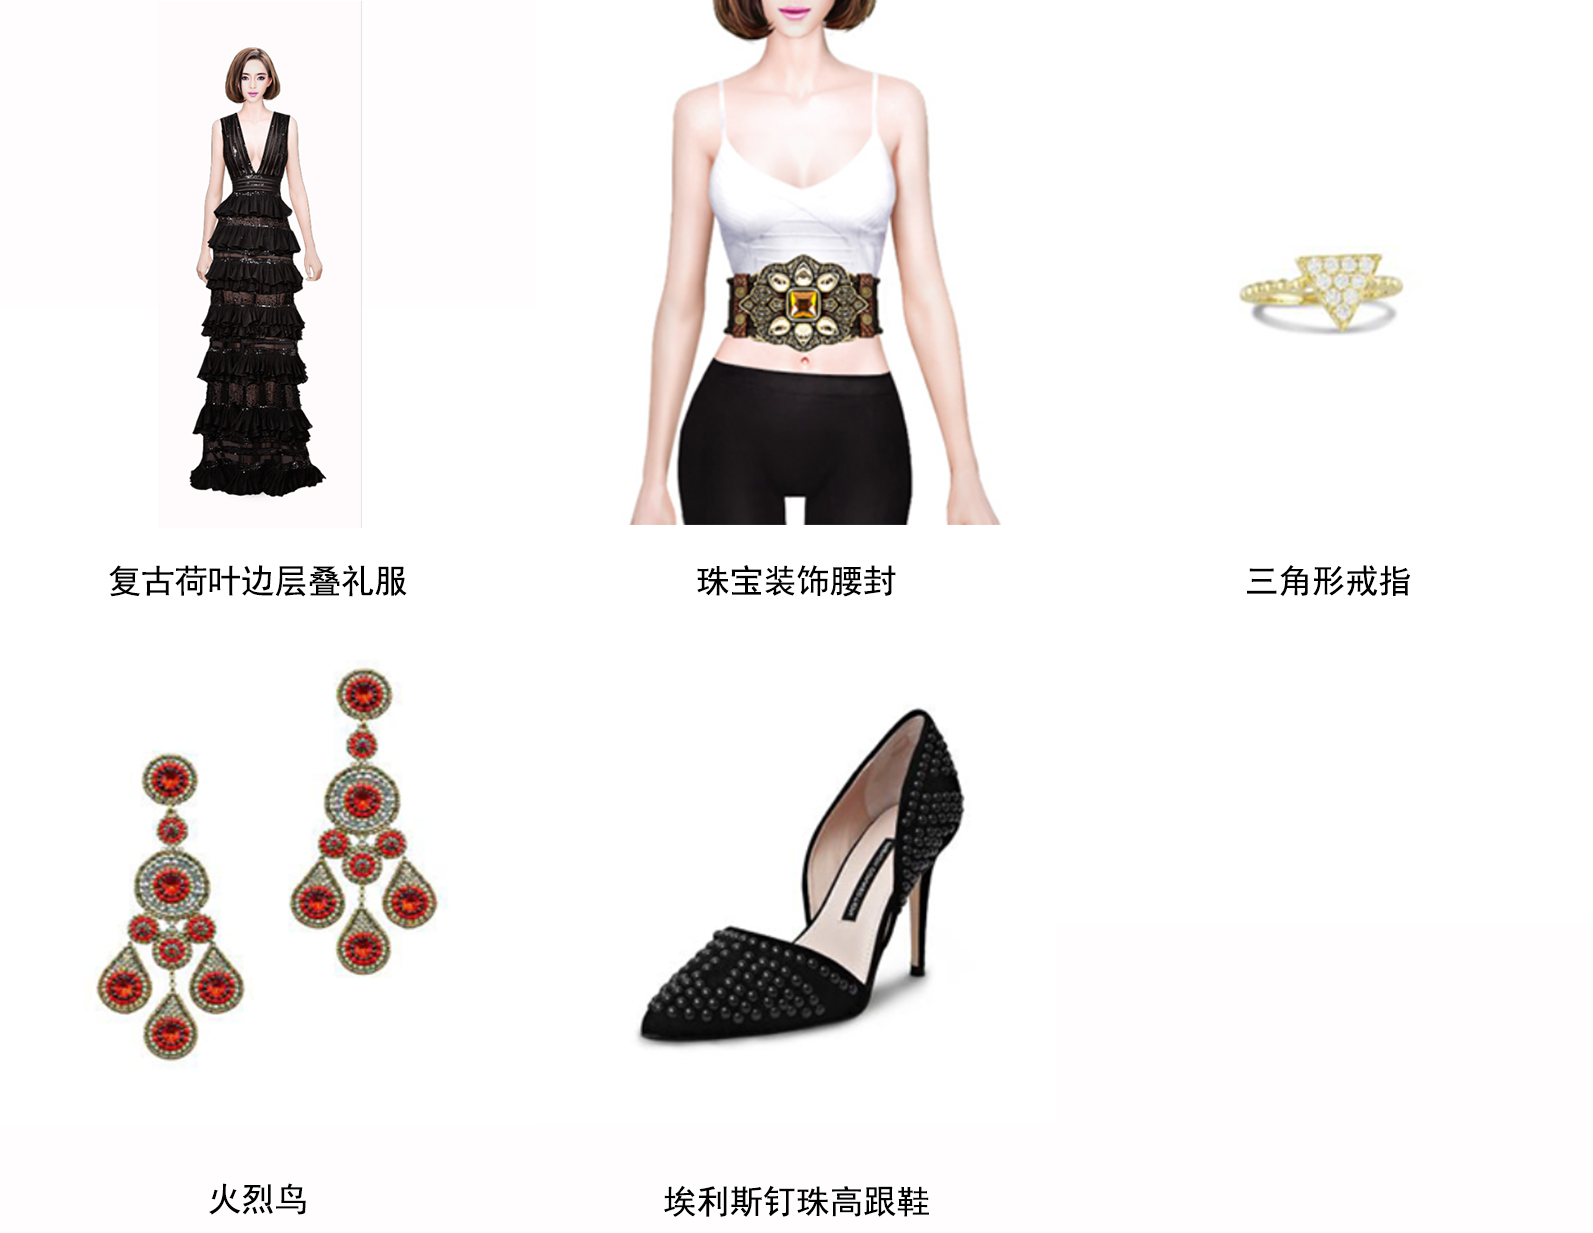 复古荷叶边层叠礼服
珠宝装饰腰封
三角形戒指
火烈鸟
埃利斯钉珠高跟鞋